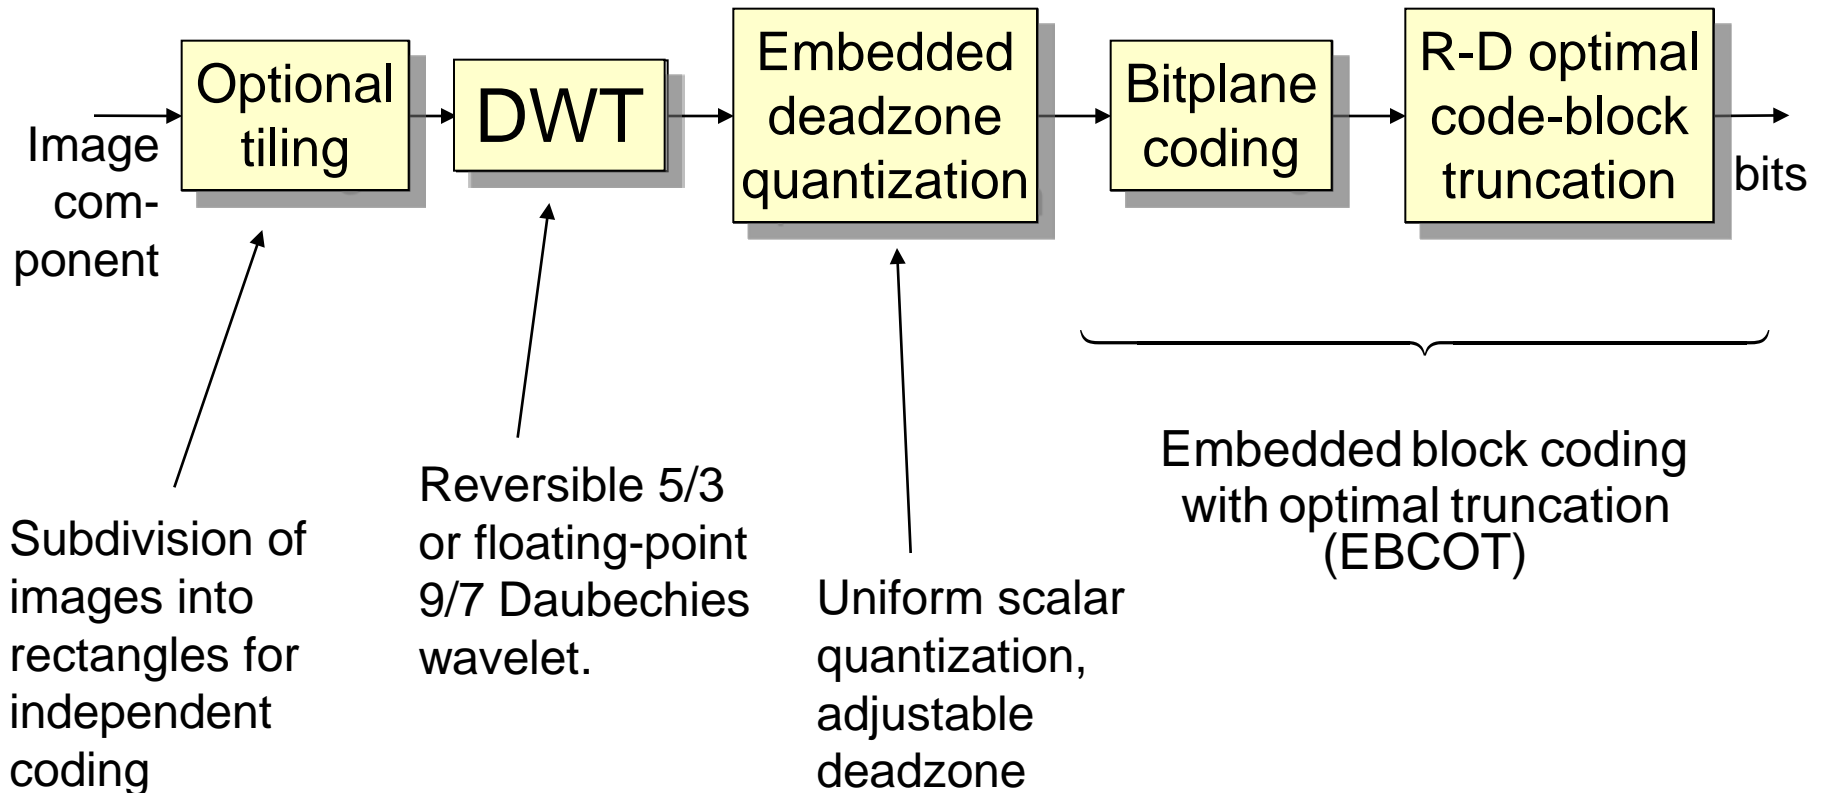 Image
com-
ponent
Optional
tiling
DWT
Embedded
deadzone
quantization
Bitplane
coding
R-D optimal
code-block
truncation
bits
Subdivision of
images into
rectangles for
independent
coding
Reversible 5/3
or floating-point
9/7 Daubechies
wavelet.
Uniform scalar
quantization,
adjustable
deadzone
Embedded block coding
with optimal truncation
(EBCOT)